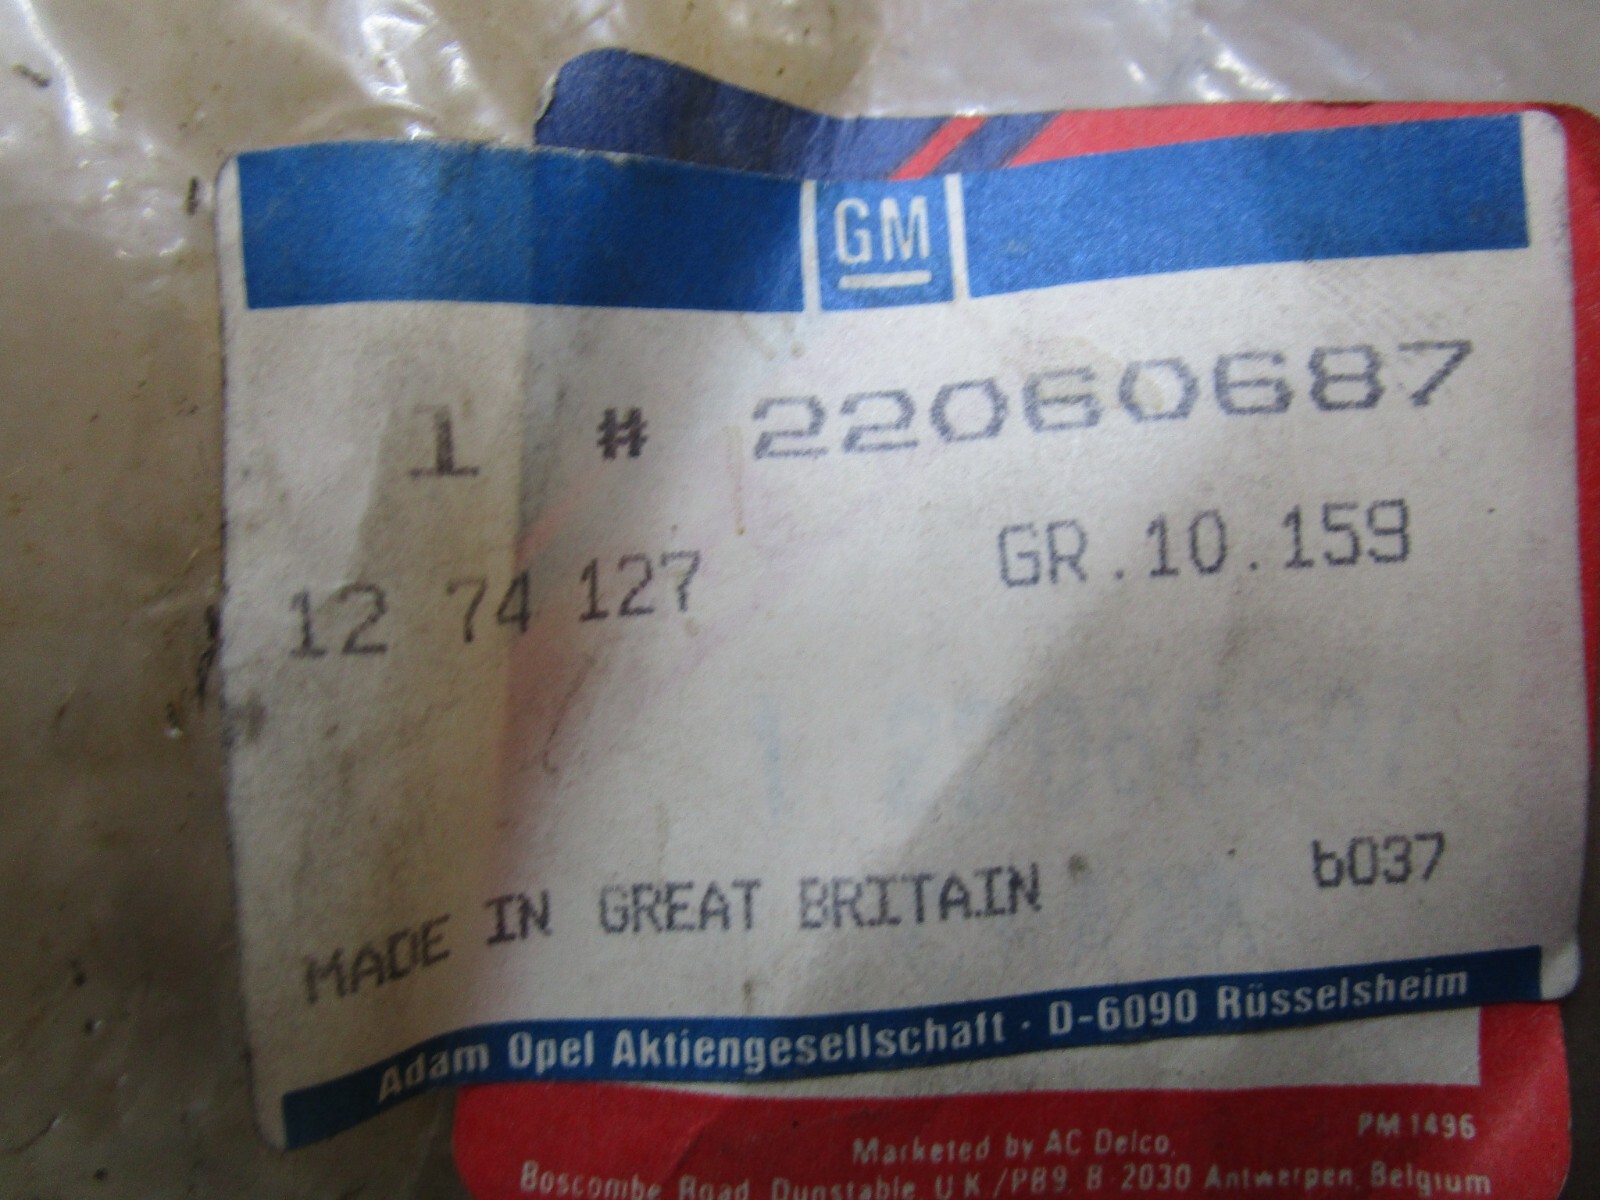 GM
1 # 22060687
12 74 127 GR.10.159
6037
MADE IN GREAT BRITAIN
Adam Opel Aktiengesellschaft · D-6090 Rüsselsheim
PM 1496
Marketed by AC Delco,
Boscombe Road, Dunstable U.K./PB9. B-2030 Antwerpen, Belgium